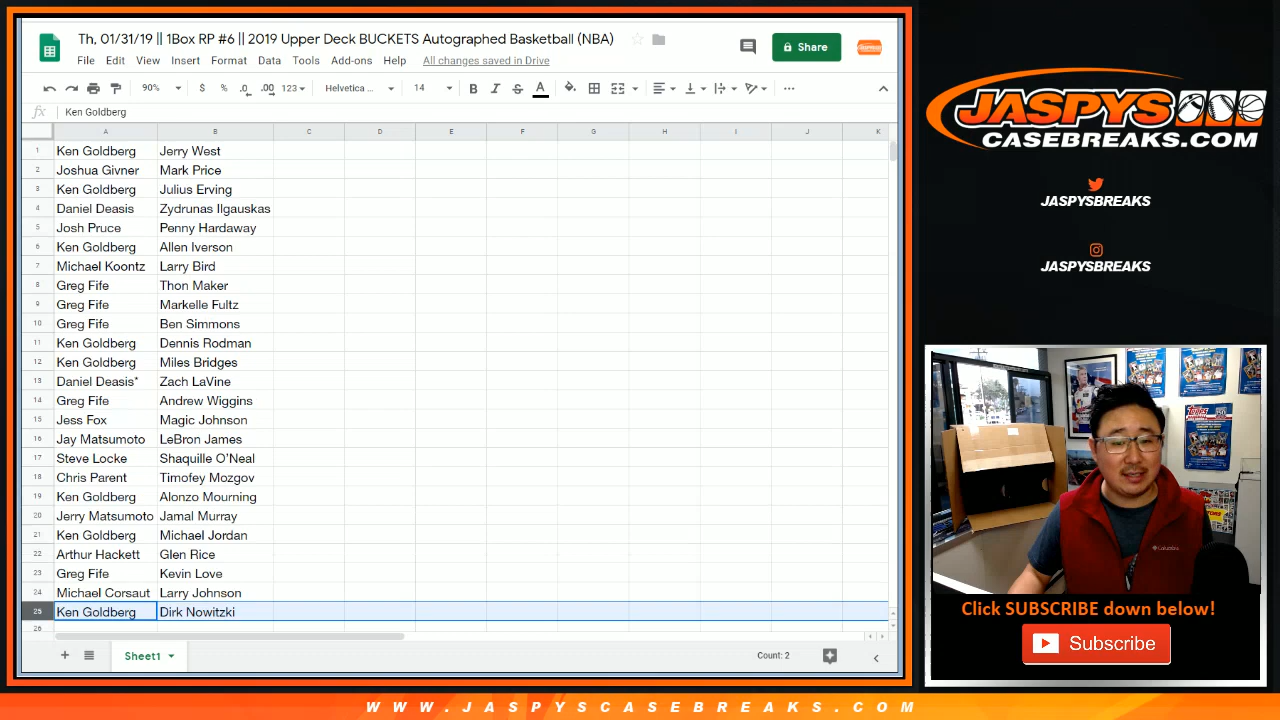 Th, 01/31/19 || 1Box RP #6 || 2019 Upper Deck BUCKETS Autographed Basketball (NBA)
Share
File Edit View Insert Format Data Tools Add-ons Help All changes saved in Drive
90% $ % .0 .00 123 Helvetica ... 14 B I S A
fx Ken Goldberg
A B C D E F G H I J K
1 Ken Goldberg Jerry West
2 Joshua Givner Mark Price
3 Ken Goldberg Julius Erving
4 Daniel Deasis Zydrunas Ilgauskas
5 Josh Pruce Penny Hardaway
6 Ken Goldberg Allen Iverson
7 Michael Koontz Larry Bird
8 Greg Fife Thon Maker
9 Greg Fife Markelle Fultz
10 Greg Fife Ben Simmons
11 Ken Goldberg Dennis Rodman
12 Ken Goldberg Miles Bridges
13 Daniel Deasis* Zach LaVine
14 Greg Fife Andrew Wiggins
15 Jess Fox Magic Johnson
16 Jay Matsumoto LeBron James
17 Steve Locke Shaquille O'Neal
18 Chris Parent Timofey Mozgov
19 Ken Goldberg Alonzo Mourning
20 Jerry Matsumoto Jamal Murray
21 Ken Goldberg Michael Jordan
22 Arthur Hackett Glen Rice
23 Greg Fife Kevin Love
24 Michael Corsaut Larry Johnson
25 Ken Goldberg Dirk Nowitzki
26
Sheet1
Count: 2
JASPYS
CASEBREAKS.COM
JASPYSBREAKS
JASPYSBREAKS
Topps
Columbia
Click SUBSCRIBE down below!
Subscribe
WWW.JASPYSCASEBREAKS.COM